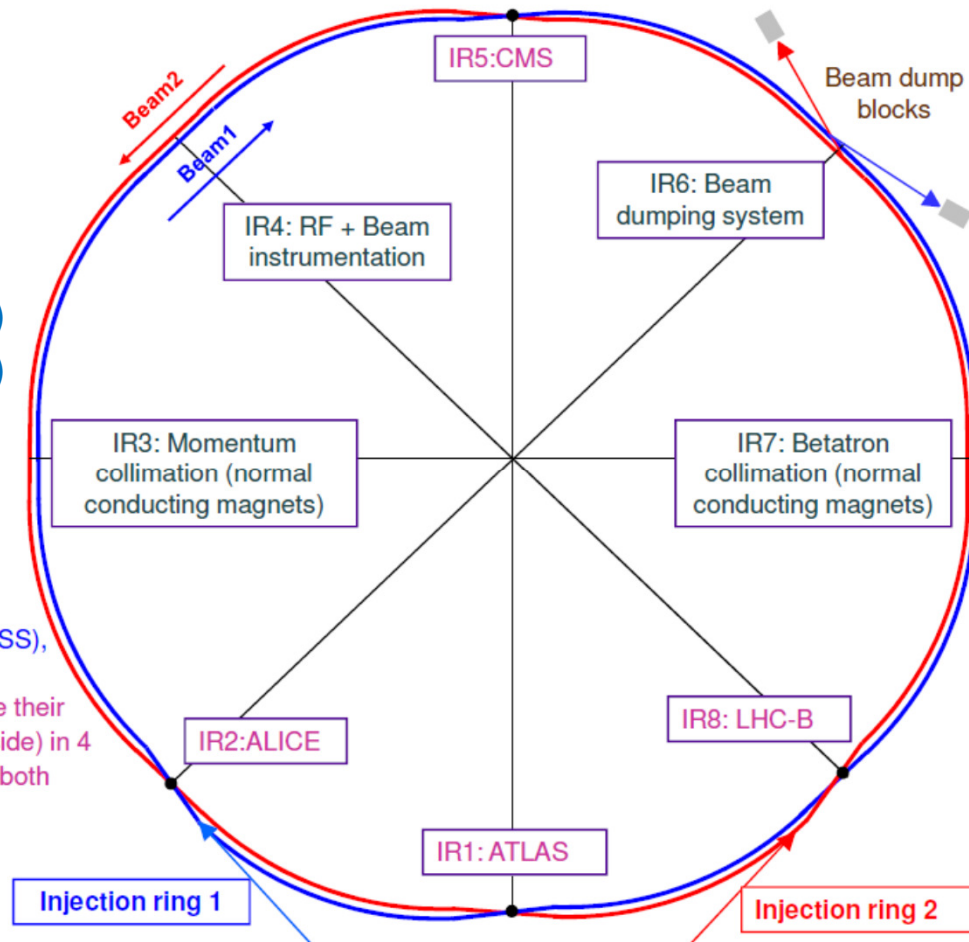 IR5:CMS
Beam dump
blocks
Beam2
Beam1
IR6: Beam
dumping system
IR4: RF + Beam
instrumentation
)
)
IR3: Momentum
collimation (normal
conducting magnets)
IR7: Betatron
collimation (normal
conducting magnets)
SS),
e their
ide) in 4
both
IR2:ALICE
IR8: LHC-B
IR1: ATLAS
Injection ring 1
Injection ring 2